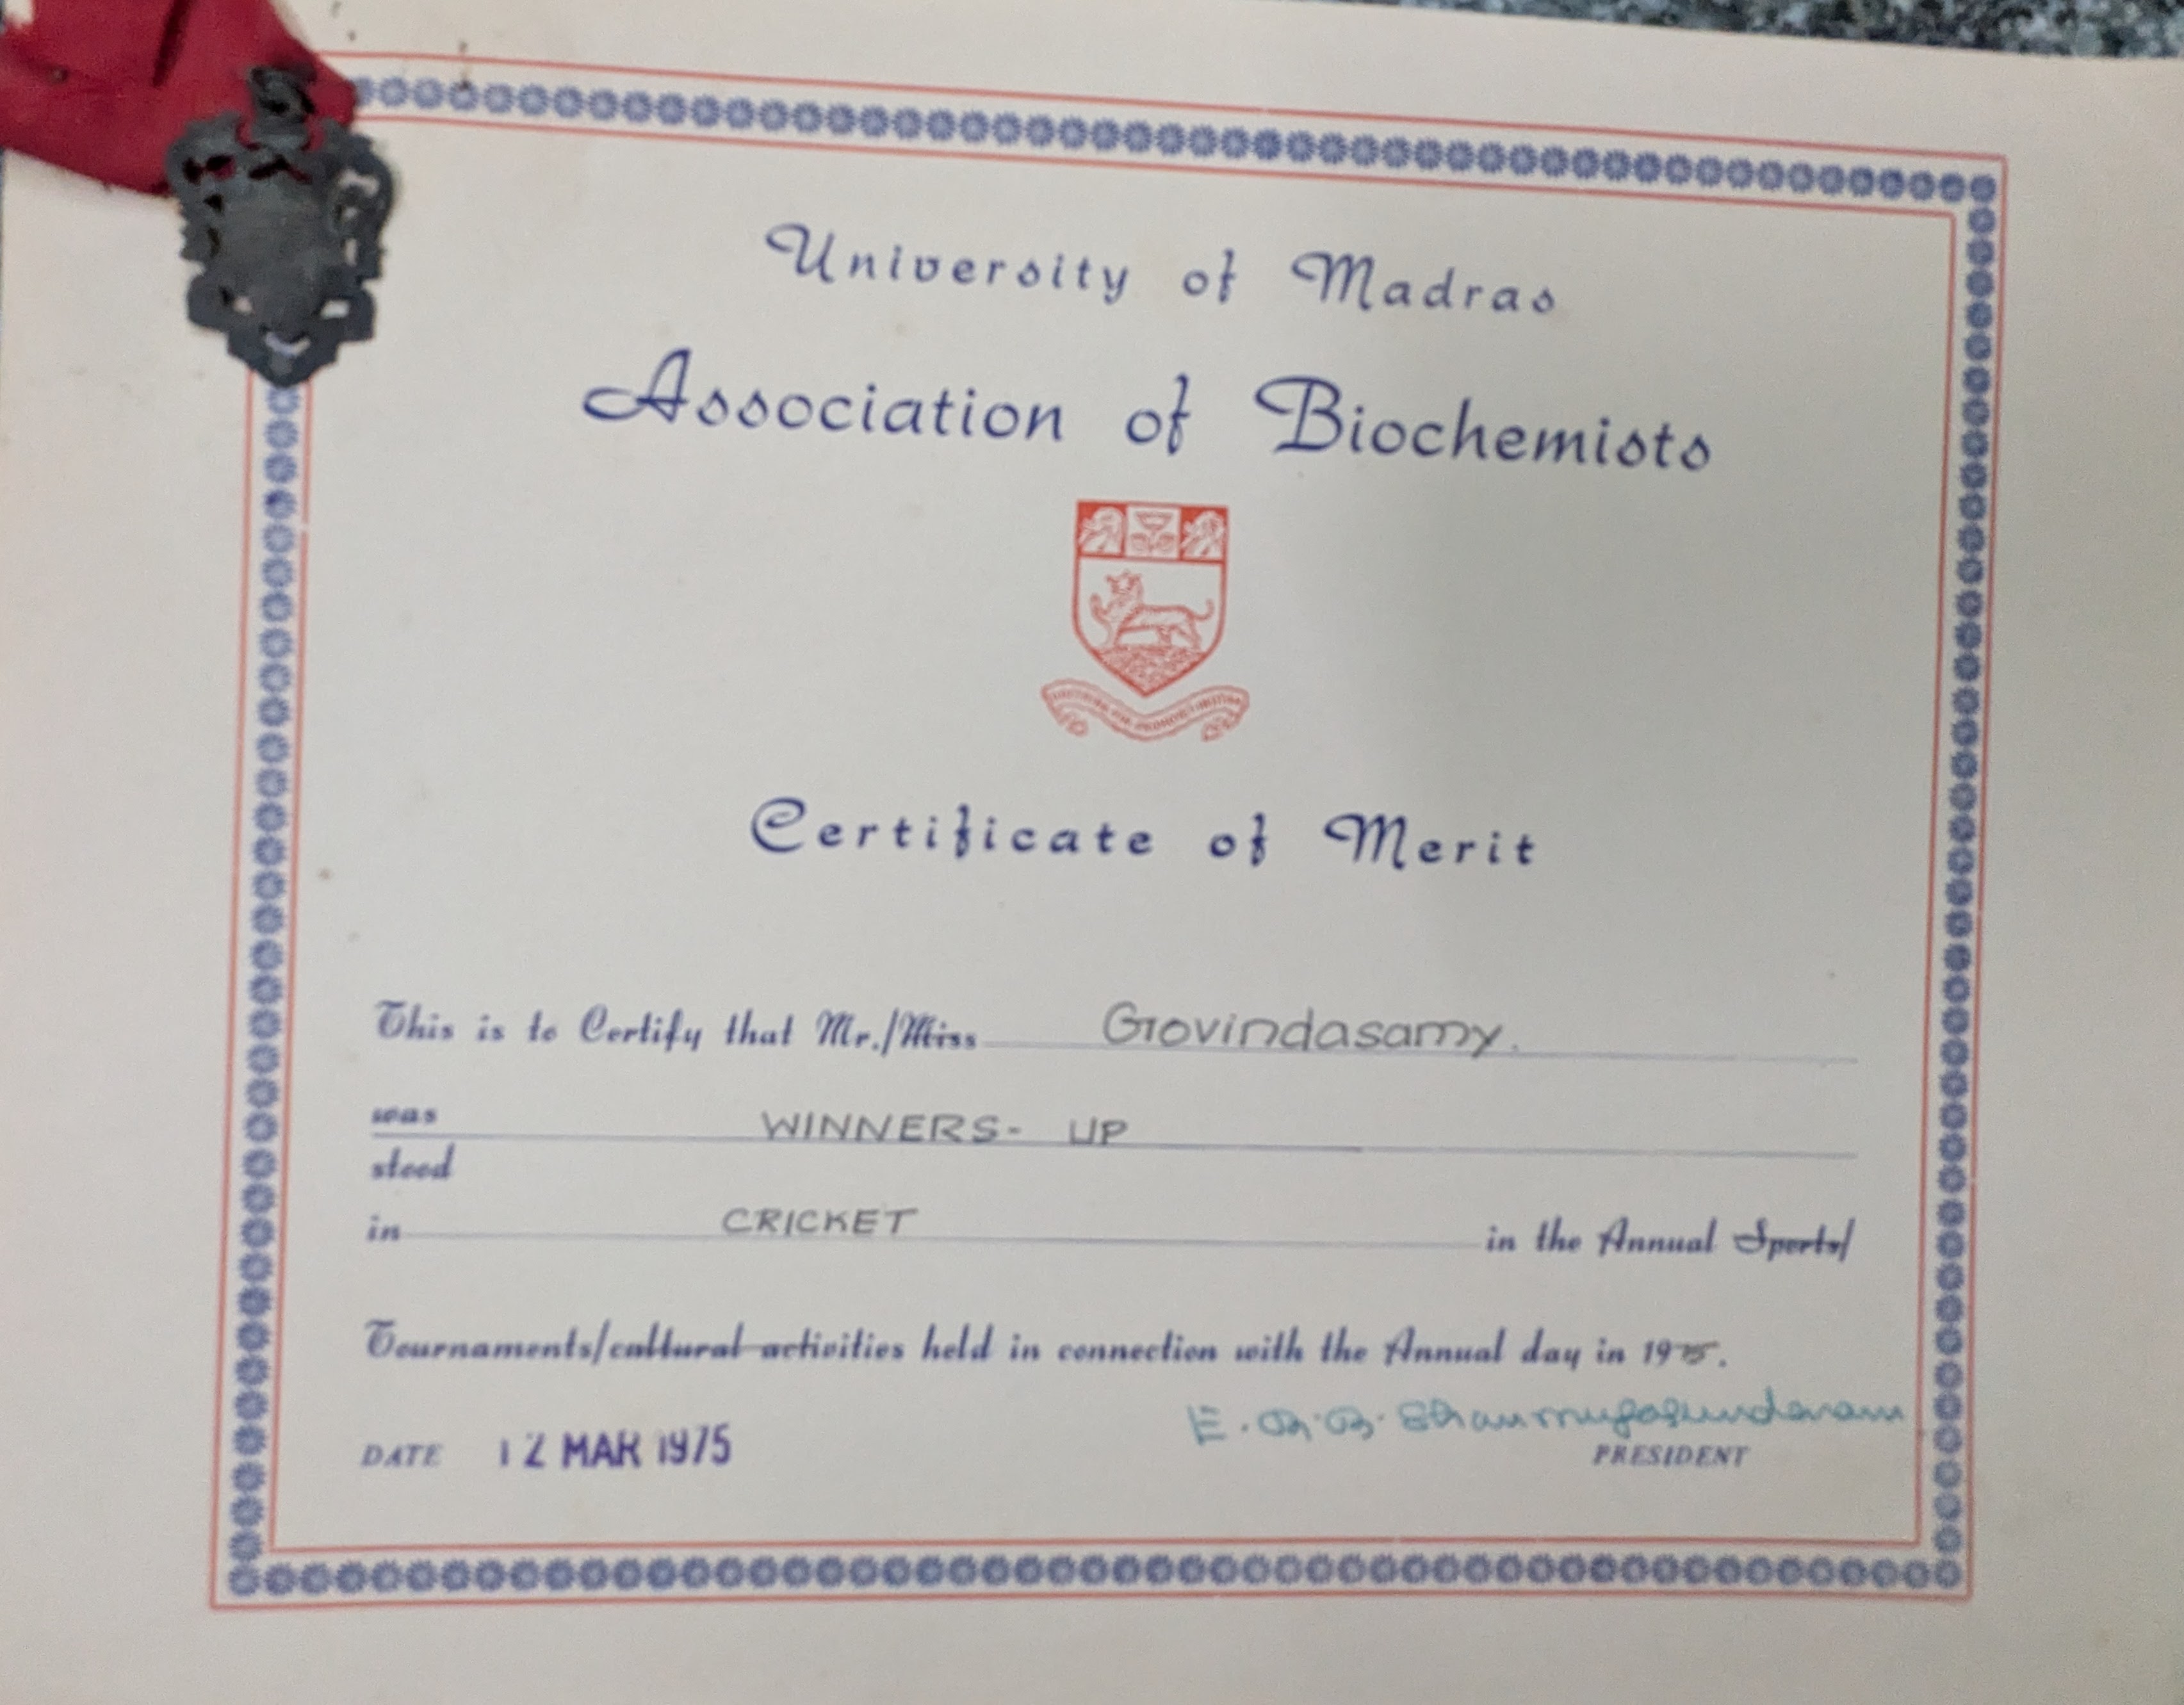 University of Madras
Association of Biochemists
Certificate of Merit
This is to Certify that Mr./Miss Govindasamy.
was WINNERS- UP
stood
in CRICKET in the Annual Sports/
Tournaments/cultural activities held in connection with the Annual day in 1975.
E. Shanmugasundaram
DATE 12 MAR 1975 PRESIDENT